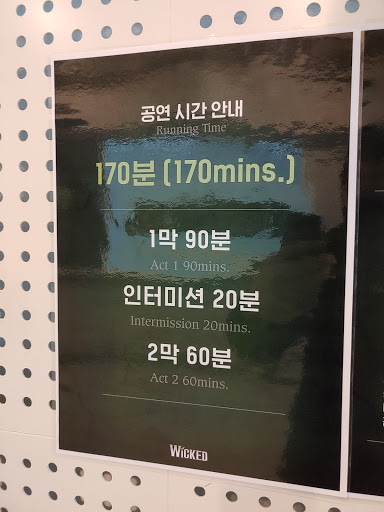 공연 시간 안내
Running Time
170분 (170mins.)
1막 90분
Act 1 90mins.
인터미션 20분
Intermission 20mins.
2막 60분
Act 2 60mins.
WICKED